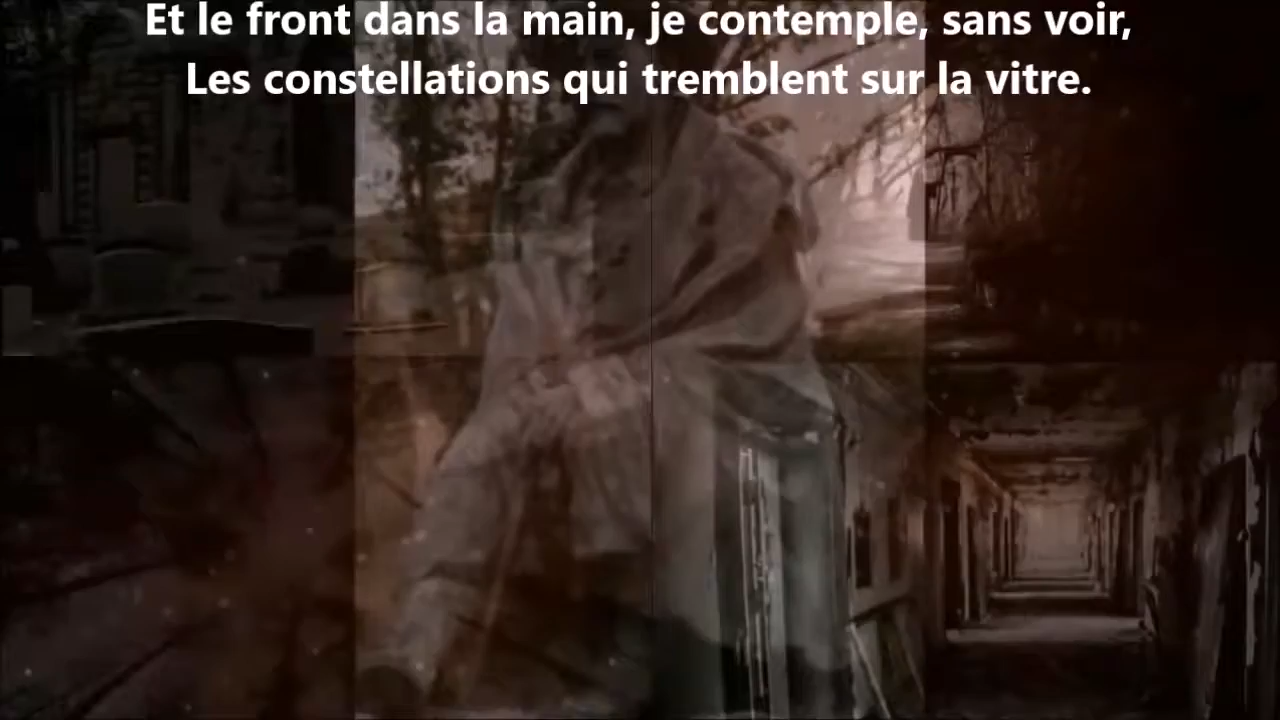 Et le front dans la main, je contemple, sans voir,
Les constellations qui tremblent sur la vitre.